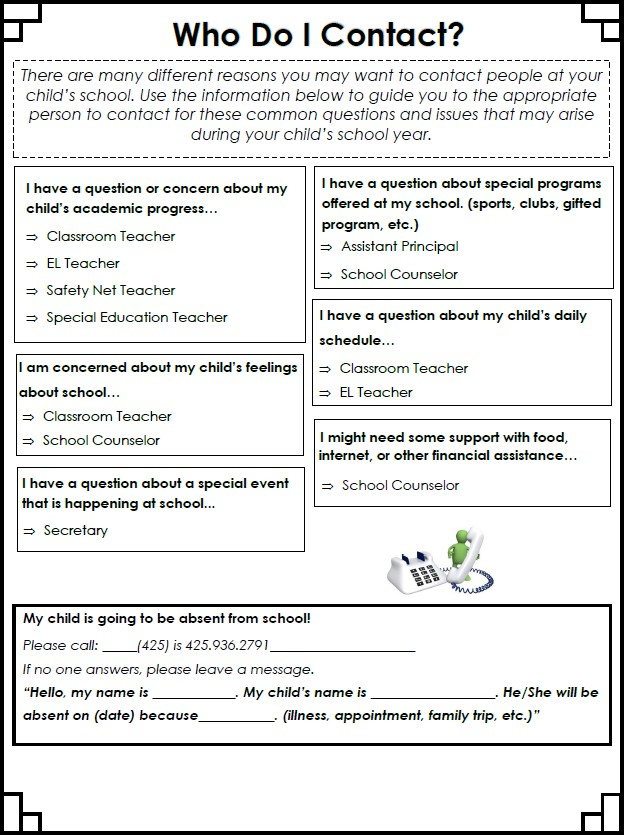 Who Do I Contact?
There are many different reasons you may want to contact people at your
child's school. Use the information below to guide you to the appropriate
person to contact for these common questions and issues that may arise
during your child's school year.
I have a question or concern about my
child's academic progress…
⇒ Classroom Teacher
⇒ EL Teacher
⇒ Safety Net Teacher
⇒ Special Education Teacher
I am concerned about my child's feelings
about school…
⇒ Classroom Teacher
⇒ School Counselor
I have a question about a special event
that is happening at school...
⇒ Secretary
I have a question about special programs
offered at my school. (sports, clubs, gifted
program, etc.)
⇒ Assistant Principal
⇒ School Counselor
I have a question about my child's daily
schedule…
⇒ Classroom Teacher
⇒ EL Teacher
I might need some support with food,
internet, or other financial assistance…
⇒ School Counselor
My child is going to be absent from school!
Please call: _____(425) is 425.936.2791_____________________
If no one answers, please leave a message.
“Hello, my name is ___________. My child's name is _________________. He/She will be
absent on (date) because__________. (illness, appointment, family trip, etc.)”